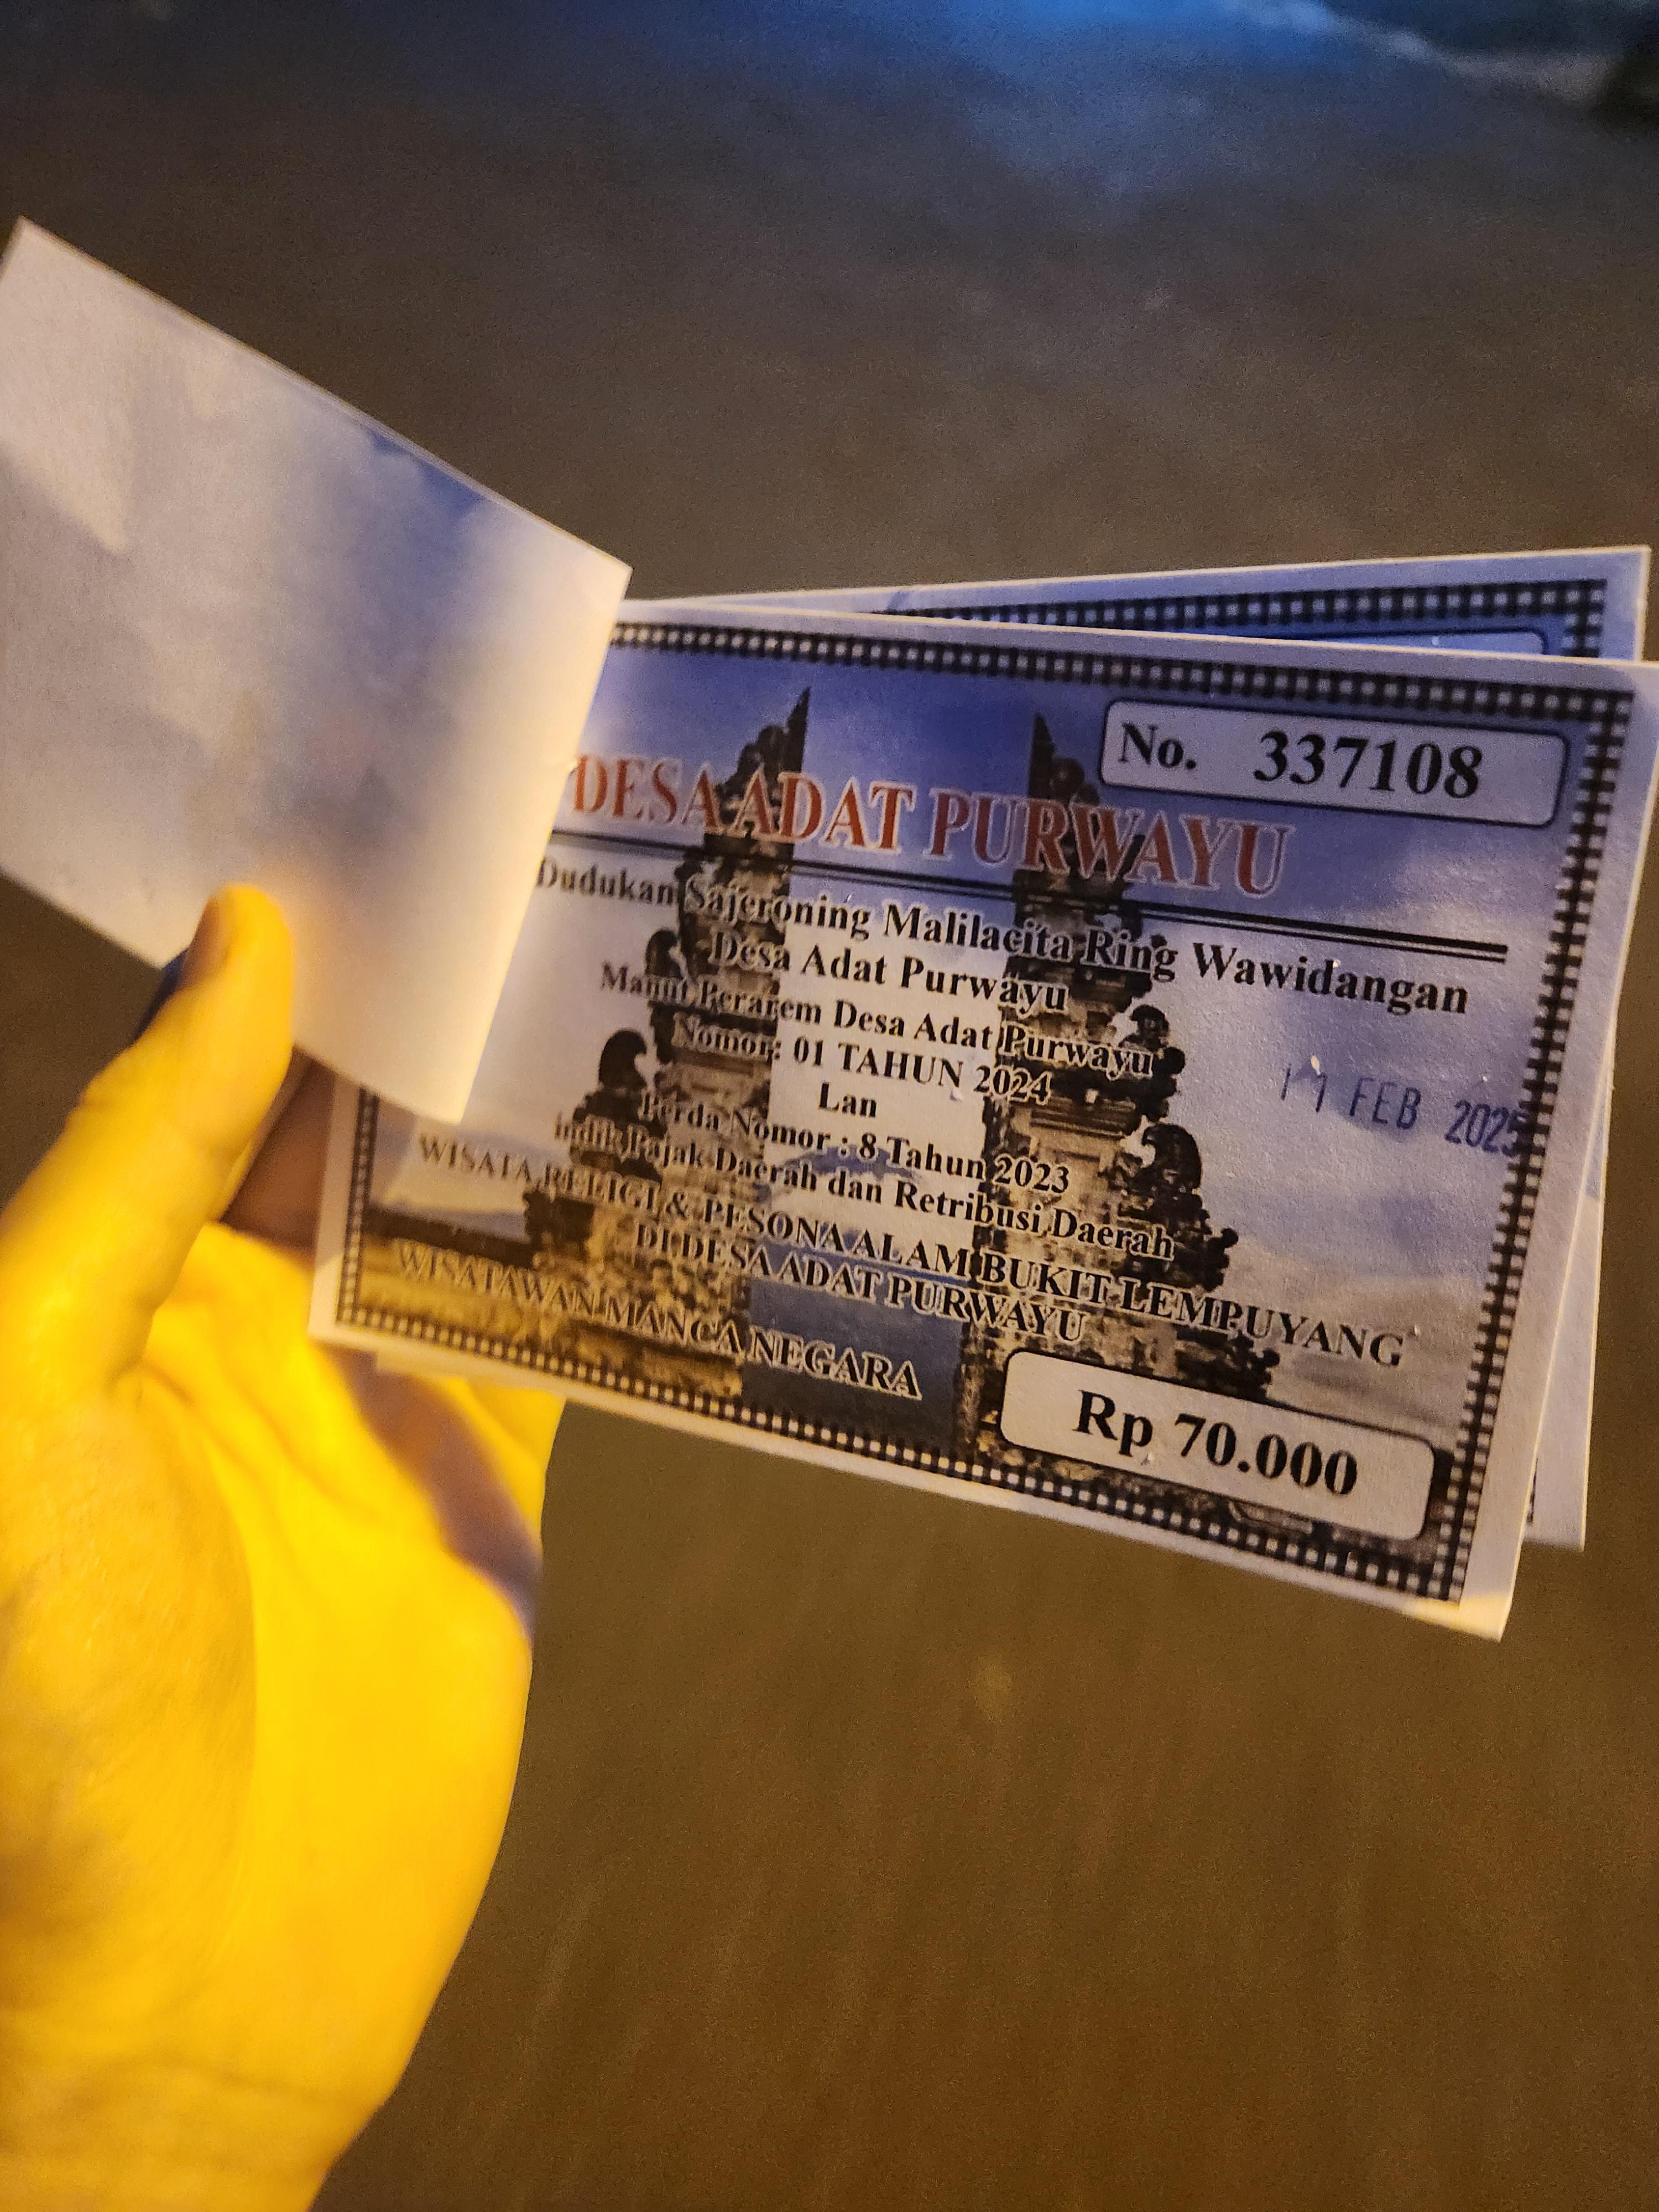 No. 337108
DESA ADAT PURWAYU
Dudukan Sajeroning Malilacita Ring Wawidangan
Desa Adat Purwayu
Manut Perarem Desa Adat Purwayu
Nomor: 01 TAHUN 2024
Lan
Perda Nomor : 8 Tahun 2023
indik Pajak Daerah dan Retribusi Daerah
WISATA RELIGI & PESONA ALAM BUKIT LEMPUYANG
DI DESA ADAT PURWAYU
WISATAWAN MANCA NEGARA
11 FEB 2025
Rp 70.000